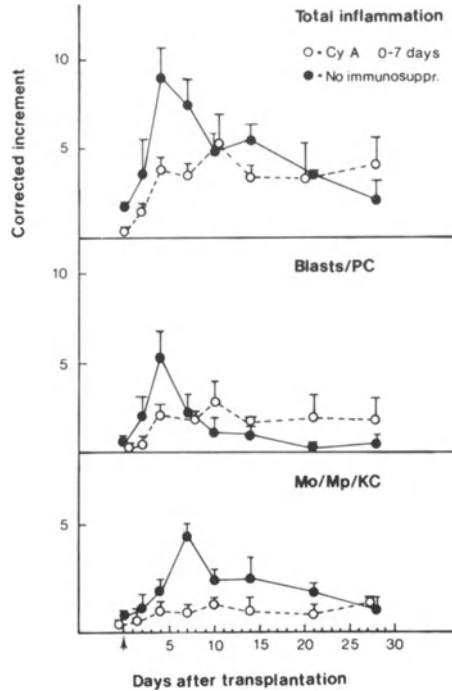 Total inflammation
○ = Cy A 0-7 days
● = No immunosuppr.
10
5
Corrected increment
Blasts/PC
10
5
Mo/Mp/KC
5
5 10 15 20 25 30
Days after transplantation